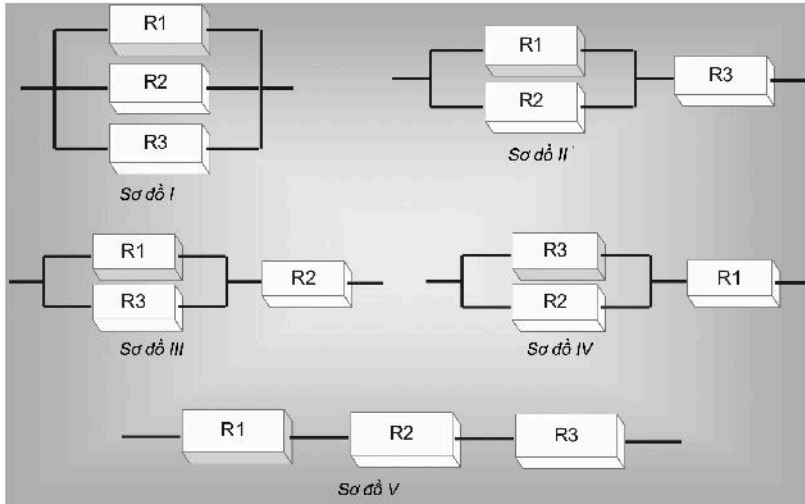 R1
R2
R3
Sơ đồ I
R1
R2
R3
Sơ đồ II
R1
R3
R2
Sơ đồ III
R3
R2
R1
Sơ đồ IV
R1 R2 R3
Sơ đồ V